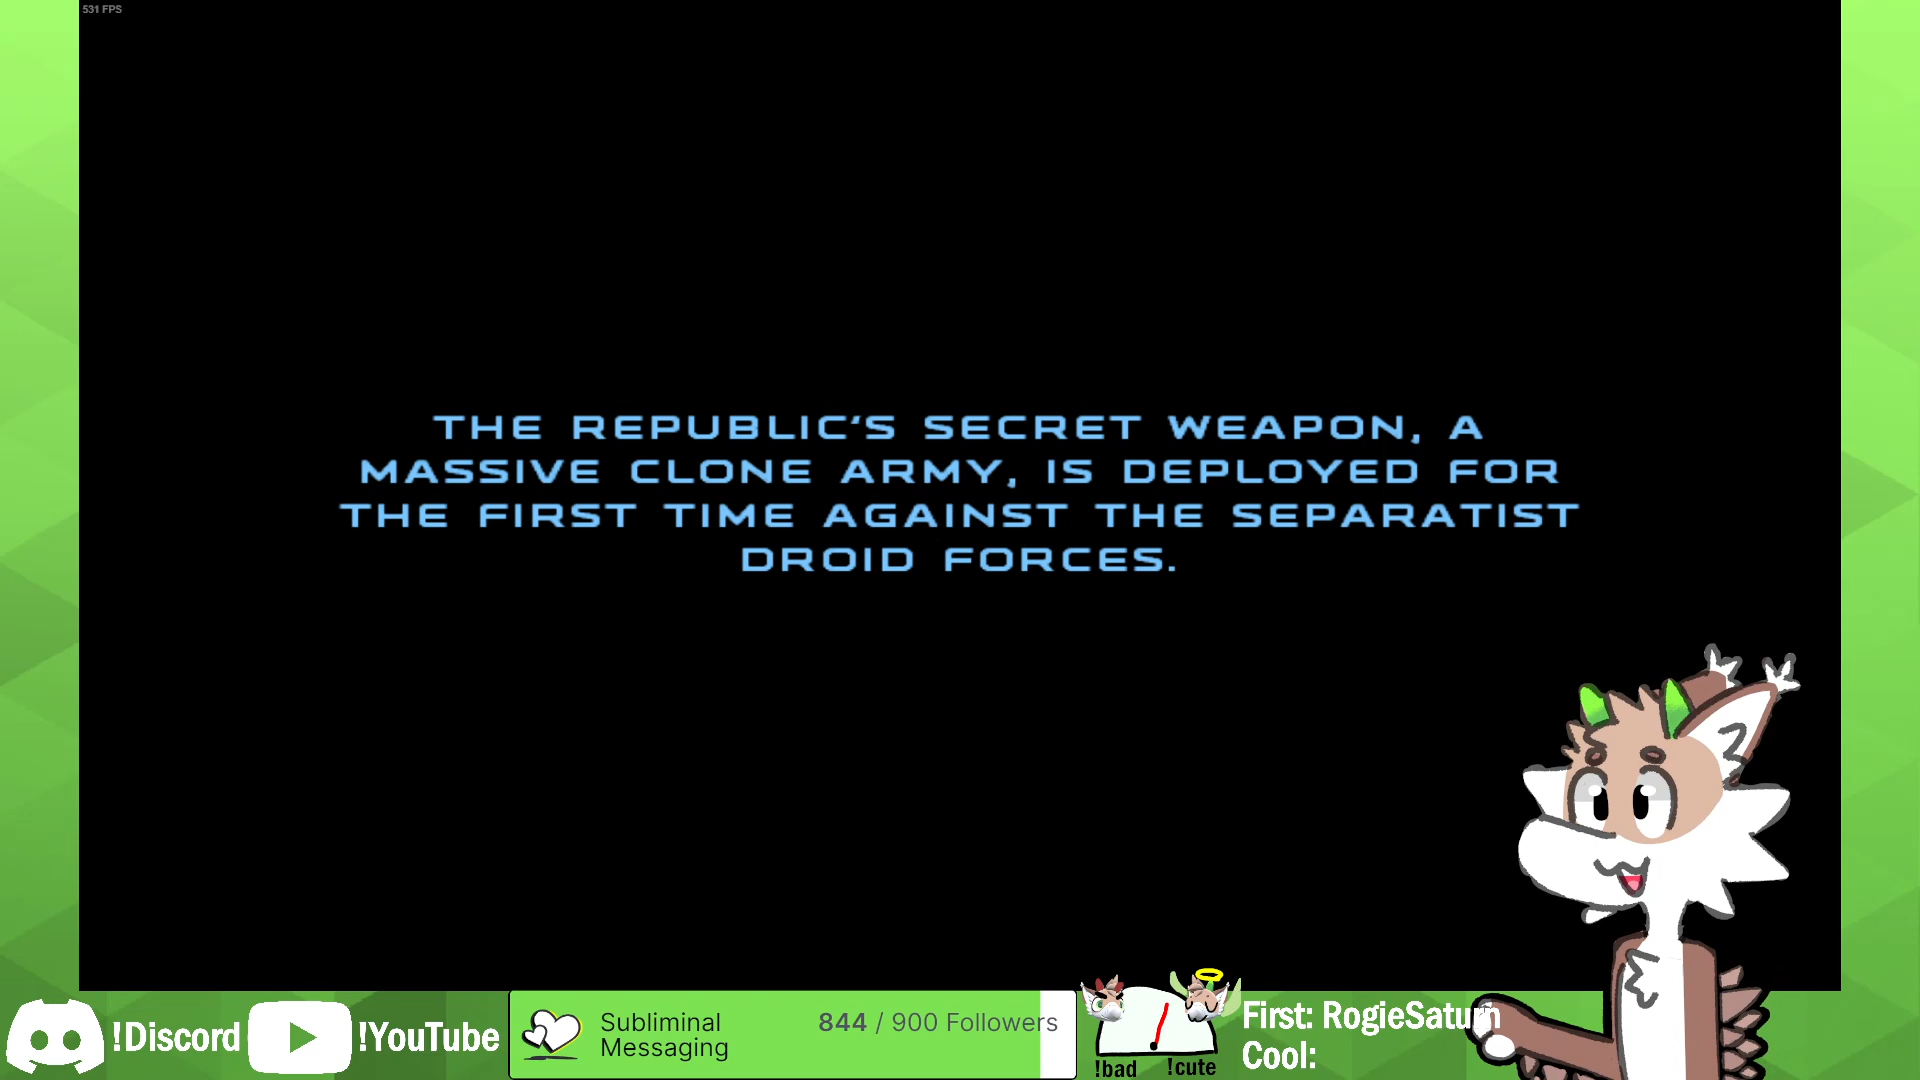 531 FPS
THE REPUBLIC'S SECRET WEAPON, A
MASSIVE CLONE ARMY, IS DEPLOYED FOR
THE FIRST TIME AGAINST THE SEPARATIST
DROID FORCES.
!Discord
!YouTube
Subliminal
Messaging
844 / 900 Followers
!bad
!cute
First: RogieSaturn
Cool: